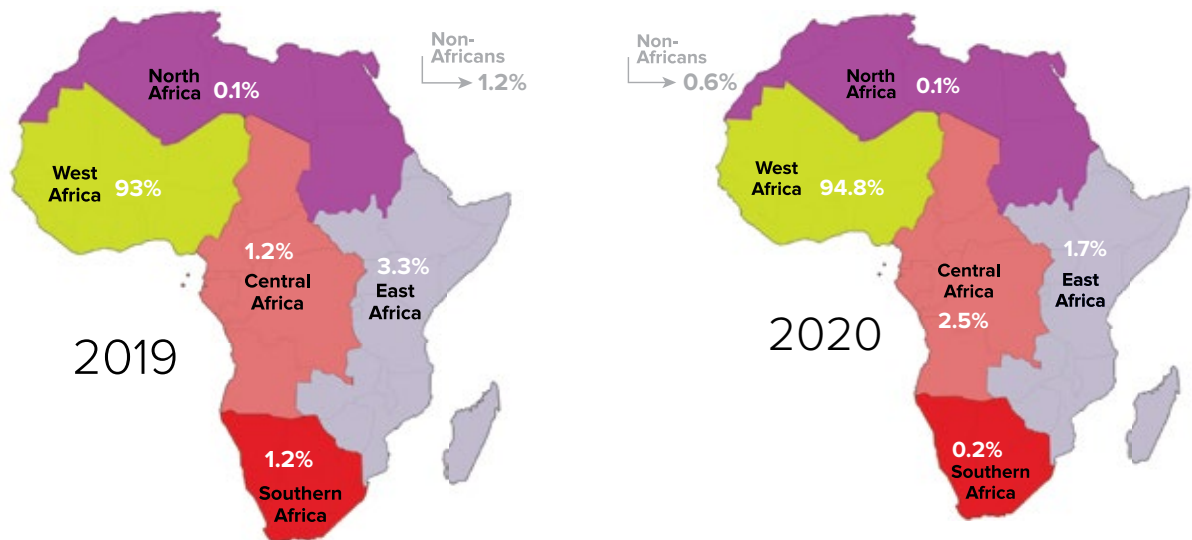 Non-
Africans
1.2%
North
Africa
0.1%
West
Africa
93%
1.2%
Central
Africa
3.3%
East
Africa
2019
1.2%
Southern
Africa
Non-
Africans
0.6%
North
Africa
0.1%
West
Africa
94.8%
1.7%
East
Africa
Central
Africa
2.5%
2020
0.2%
Southern
Africa